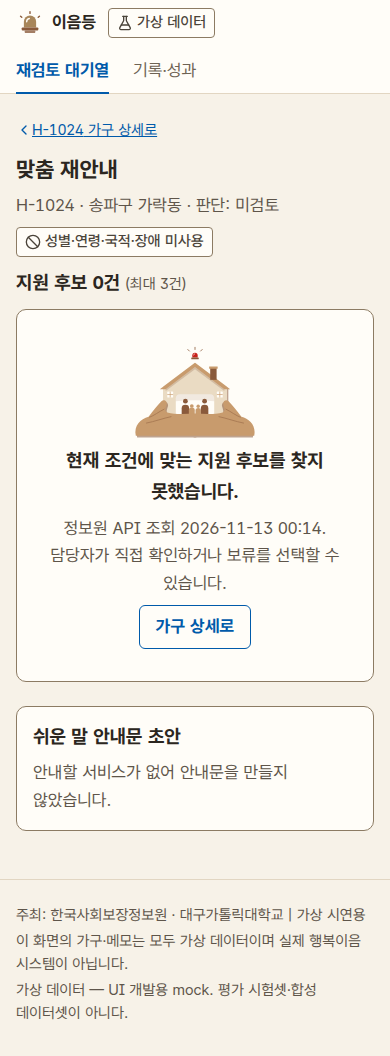 이음등 가상 데이터
재검토 대기열 기록·성과
H-1024 가구 상세로
맞춤 재안내
H-1024 · 송파구 가락동 · 판단: 미검토
성별·연령·국적·장애 미사용
지원 후보 0건 (최대 3건)
현재 조건에 맞는 지원 후보를 찾지
못했습니다.
정보원 API 조회 2026-11-13 00:14.
담당자가 직접 확인하거나 보류를 선택할 수
있습니다.
가구 상세로
쉬운 말 안내문 초안
안내할 서비스가 없어 안내문을 만들지
않았습니다.
주최: 한국사회보장정보원 · 대구가톨릭대학교 | 가상 시연용
이 화면의 가구·메모는 모두 가상 데이터이며 실제 행복이음
시스템이 아닙니다.
가상 데이터 — UI 개발용 mock. 평가 시험셋·합성
데이터셋이 아니다.